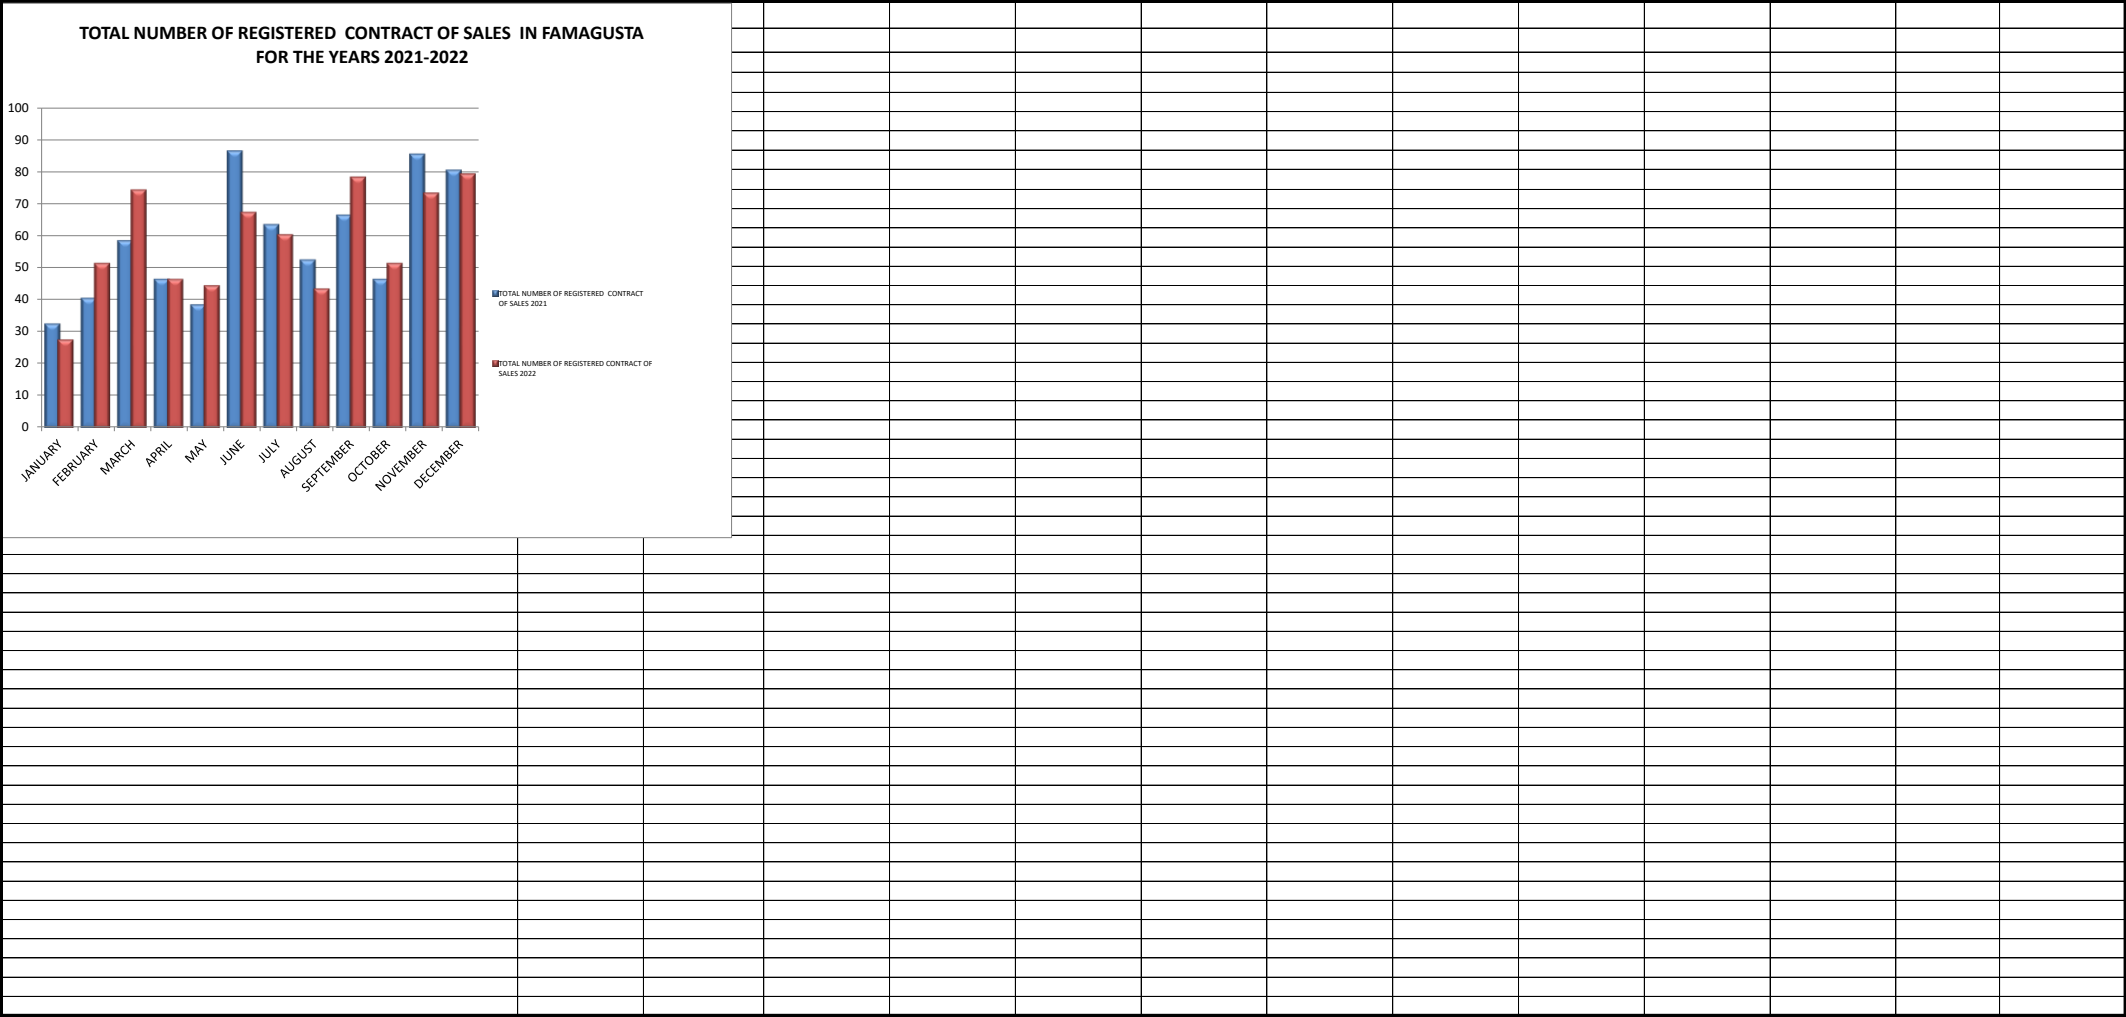 TOTAL NUMBER OF REGISTERED  CONTRACT OF SALES  IN FAMAGUSTA
FOR THE YEARS 2021-2022
100
90
80
70
60
50
40
30
20
10
0
JANUARY
FEBRUARY
MARCH
APRIL
MAY
JUNE
JULY
AUGUST
SEPTEMBER
OCTOBER
NOVEMBER
DECEMBER
TOTAL NUMBER OF REGISTERED  CONTRACT
OF SALES 2021
TOTAL NUMBER OF REGISTERED CONTRACT OF
SALES 2022